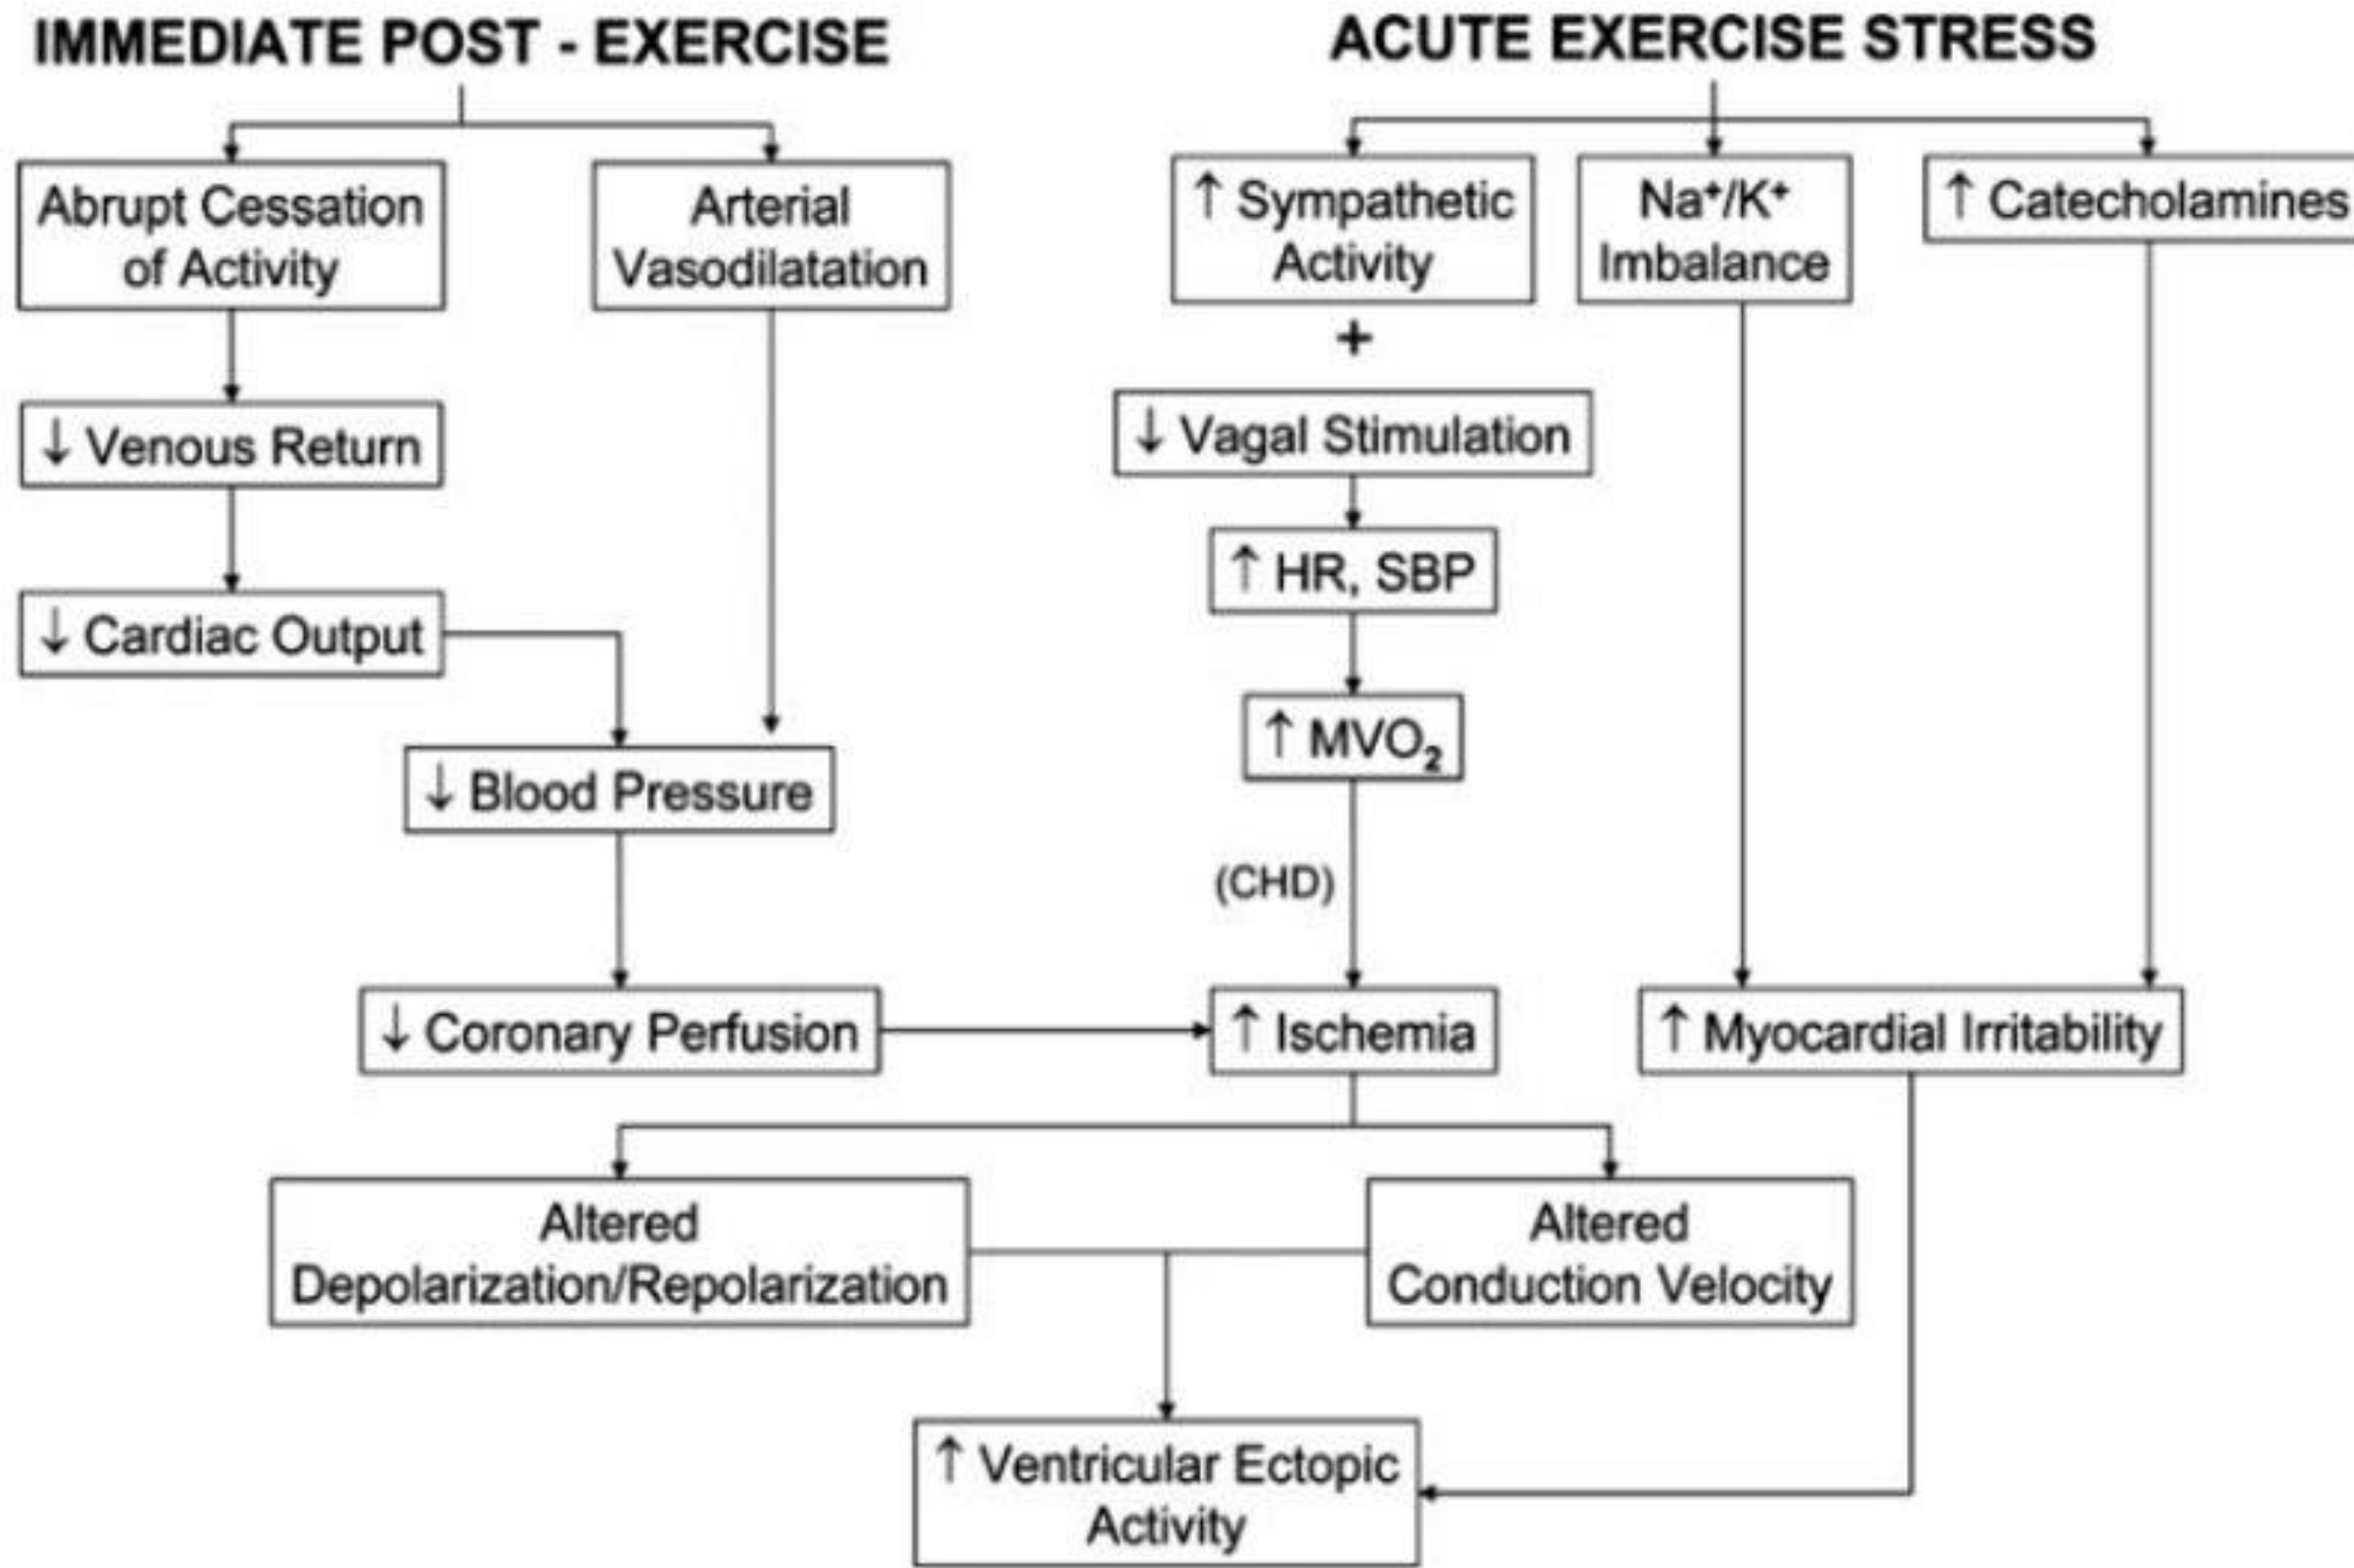 IMMEDIATE POST - EXERCISE
ACUTE EXERCISE STRESS
Abrupt Cessation
of Activity
Arterial
Vasodilatation
↑ Sympathetic
Activity
Na⁺/K⁺
Imbalance
↑ Catecholamines
+
↓ Venous Return
↓ Vagal Stimulation
↑ HR, SBP
↓ Cardiac Output
↑ MVO₂
↓ Blood Pressure
(CHD)
↓ Coronary Perfusion
↑ Ischemia
↑ Myocardial Irritability
Altered
Depolarization/Repolarization
Altered
Conduction Velocity
↑ Ventricular Ectopic
Activity